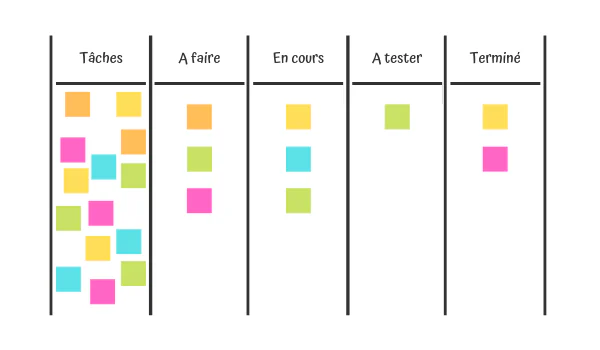 Tâches
A faire
En cours
A tester
Terminé